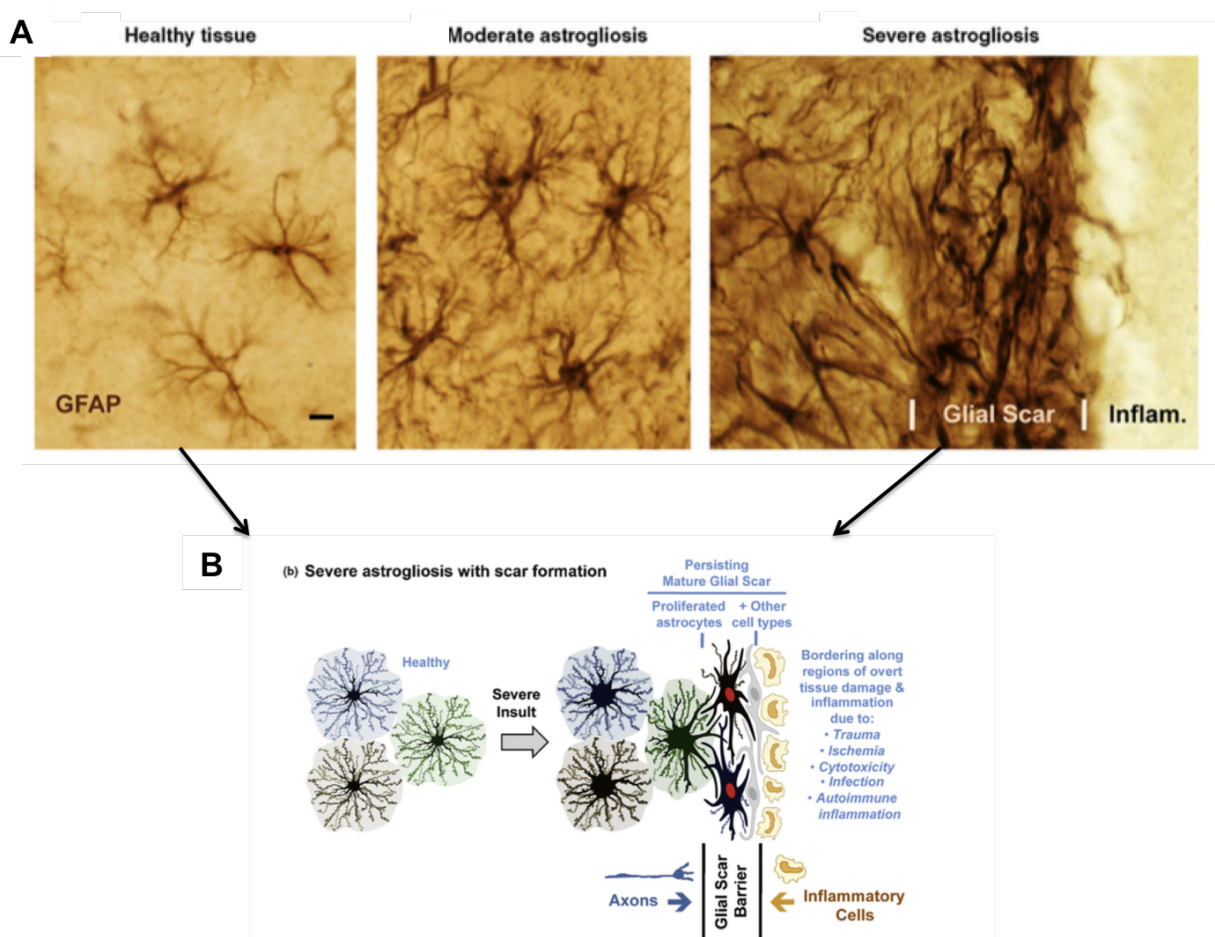 A
Healthy tissue
Moderate astrogliosis
Severe astrogliosis
GFAP
Glial Scar
Inflam.
B
(b) Severe astrogliosis with scar formation
Persisting
Mature Glial Scar
Proliferated
astrocytes
+ Other
cell types
Healthy
Severe
Insult
Bordering along
regions of overt
tissue damage &
inflammation
due to:
• Trauma
• Ischemia
• Cytotoxicity
• Infection
• Autoimmune
inflammation
Axons
Glial Scar
Barrier
Inflammatory
Cells